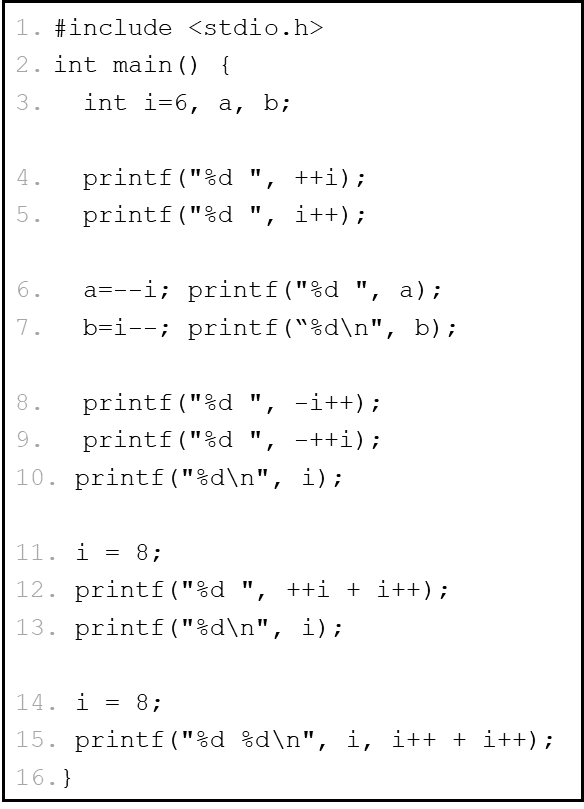 1. #include <stdio.h>
2. int main() {
3. int i=6, a, b;
4. printf("%d ", ++i);
5. printf("%d ", i++);
6. a=--i; printf("%d ", a);
7. b=i--; printf(‟%d\n", b);
8. printf("%d ", -i++);
9. printf("%d ", -++i);
10. printf("%d\n", i);
11. i = 8;
12. printf("%d ", ++i + i++);
13. printf("%d\n", i);
14. i = 8;
15. printf("%d %d\n", i, i++ + i++);
16.}